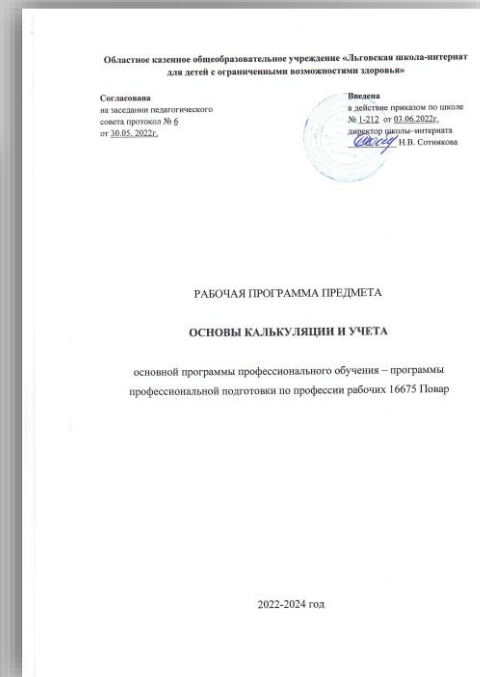 Областное казенное общеобразовательное учреждение «Льговская школа-интернат
для детей с ограниченными возможностями здоровья»
Согласована
на заседании педагогического
совета протокол № 6
от 30.05. 2022г.
Введена
в действие приказом по школе
№ 1-212 от 03.06.2022г.
директор школы–интерната
Н.В. Сотникова
РАБОЧАЯ ПРОГРАММА ПРЕДМЕТА
ОСНОВЫ КАЛЬКУЛЯЦИИ И УЧЕТА
основной программы профессионального обучения – программы
профессиональной подготовки по профессии рабочих 16675 Повар
2022-2024 год